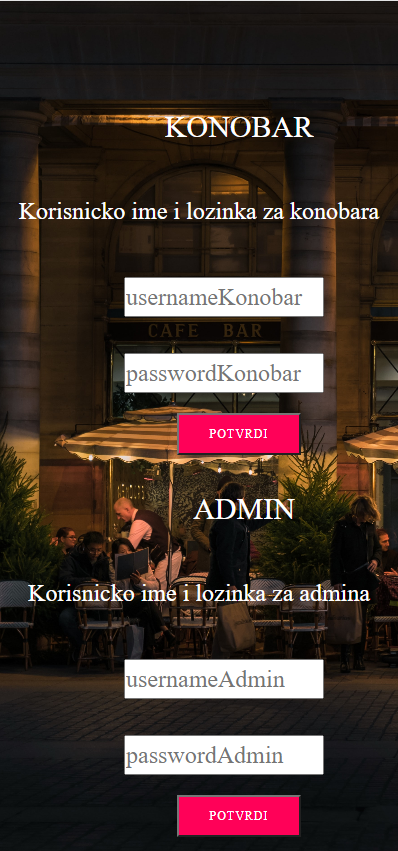 KONOBAR
Korisnicko ime i lozinka za konobara
usernameKonobar
CAFE BAR
passwordKonobar
POTVRDI
ADMIN
Korisnicko ime i lozinka za admina
usernameAdmin
passwordAdmin
POTVRDI